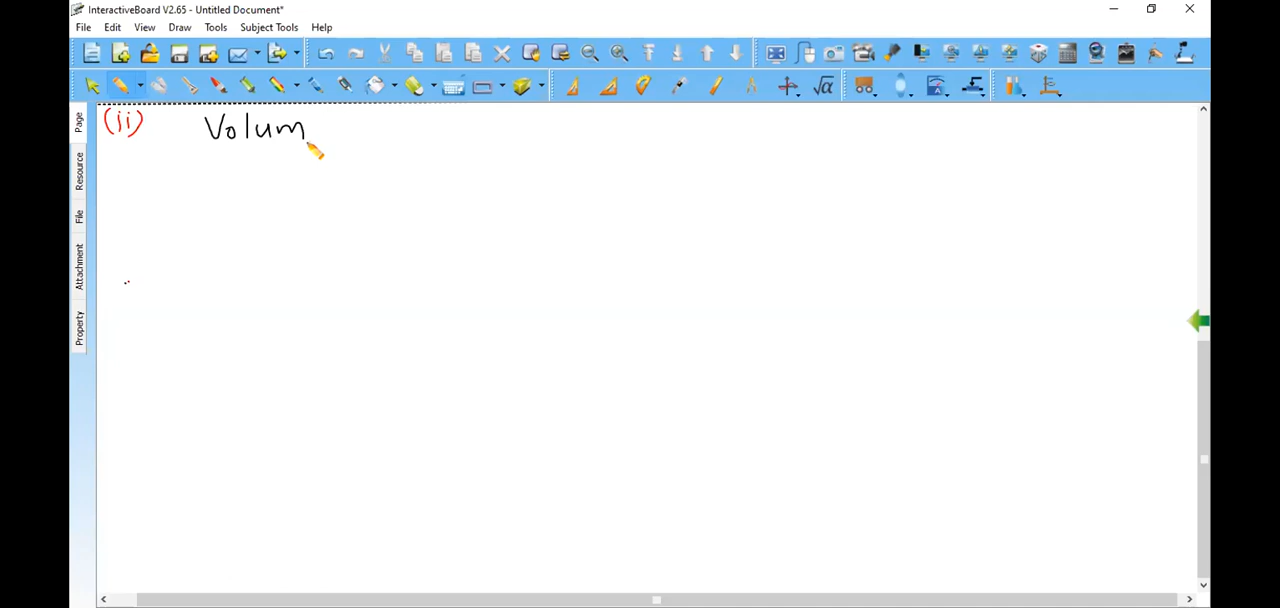 InteractiveBoard V2.65 - Untitled Document*
File Edit View Draw Tools Subject Tools Help
Page
Resource
File
Attachment
Property
(ii) Volum